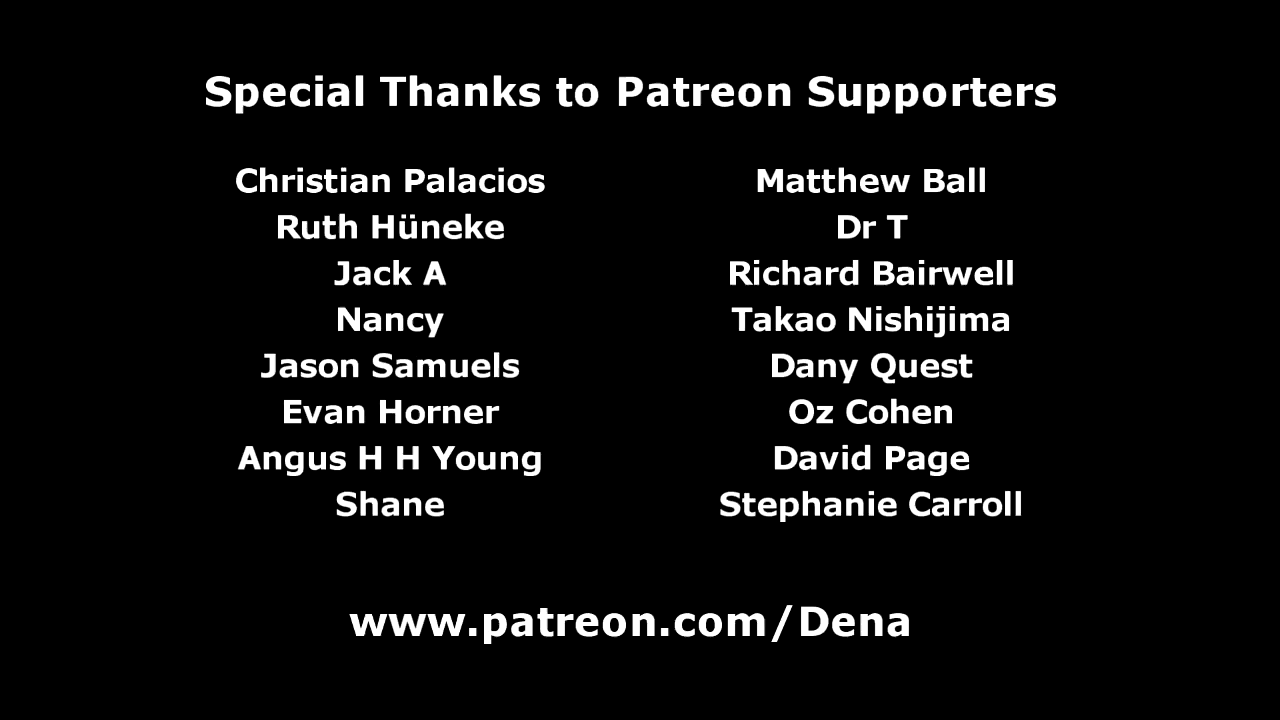 Special Thanks to Patreon Supporters
Christian Palacios
Ruth Hüneke
Jack A
Nancy
Jason Samuels
Evan Horner
Angus H H Young
Shane
Matthew Ball
Dr T
Richard Bairwell
Takao Nishijima
Dany Quest
Oz Cohen
David Page
Stephanie Carroll
www.patreon.com/Dena